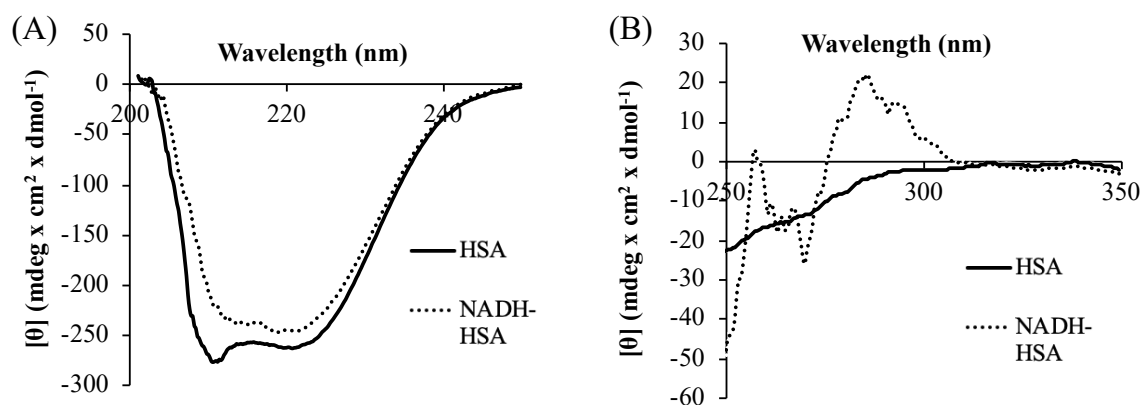 (A)
Wavelength (nm)
50
0
-50
-100
-150
-200
-250
-300
200
220
240
[θ] (mdeg x cm² x dmol⁻¹)
HSA
NADH-
HSA
(B)
Wavelength (nm)
30
20
10
0
-10
-20
-30
-40
-50
-60
250
300
350
[θ] (mdeg x cm² x dmol⁻¹)
HSA
NADH-
HSA